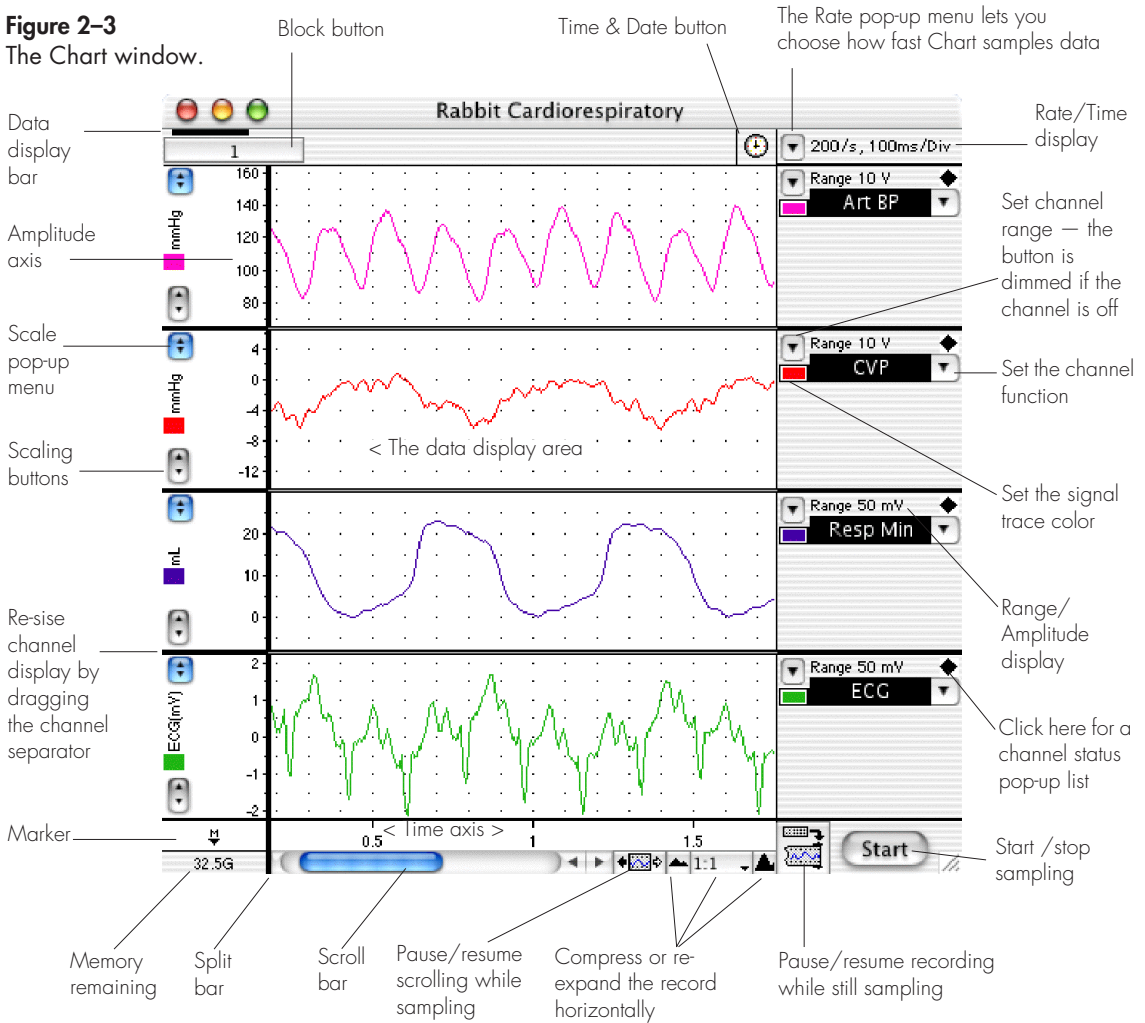 Figure 2–3
The Chart window.
Block button
Time & Date button
The Rate pop-up menu lets you
choose how fast Chart samples data
Data
display
bar
Rabbit Cardiorespiratory
Rate/Time
display
1
200/s, 100ms/Div
Amplitude
axis
mmHg
160
140
120
100
80
Range 10 V
Art BP
Set channel
range — the
button is
dimmed if the
channel is off
Scale
pop-up
menu
mmHg
4
0
-4
-8
-12
< The data display area
Range 10 V
CVP
Set the channel
function
Scaling
buttons
Set the signal
trace color
mL
20
10
0
Range 50 mV
Resp Min
Range/
Amplitude
display
Re-sise
channel
display by
dragging
the channel
separator
ECG(mV)
2
1
0
-1
-2
Range 50 mV
ECG
Click here for a
channel status
pop-up list
Marker
M
0.5
< Time axis >
1
1.5
32.5G
1:1
Start
Start /stop
sampling
Memory
remaining
Split
bar
Scroll
bar
Pause/resume
scrolling while
sampling
Compress or re-
expand the record
horizontally
Pause/resume recording
while still sampling